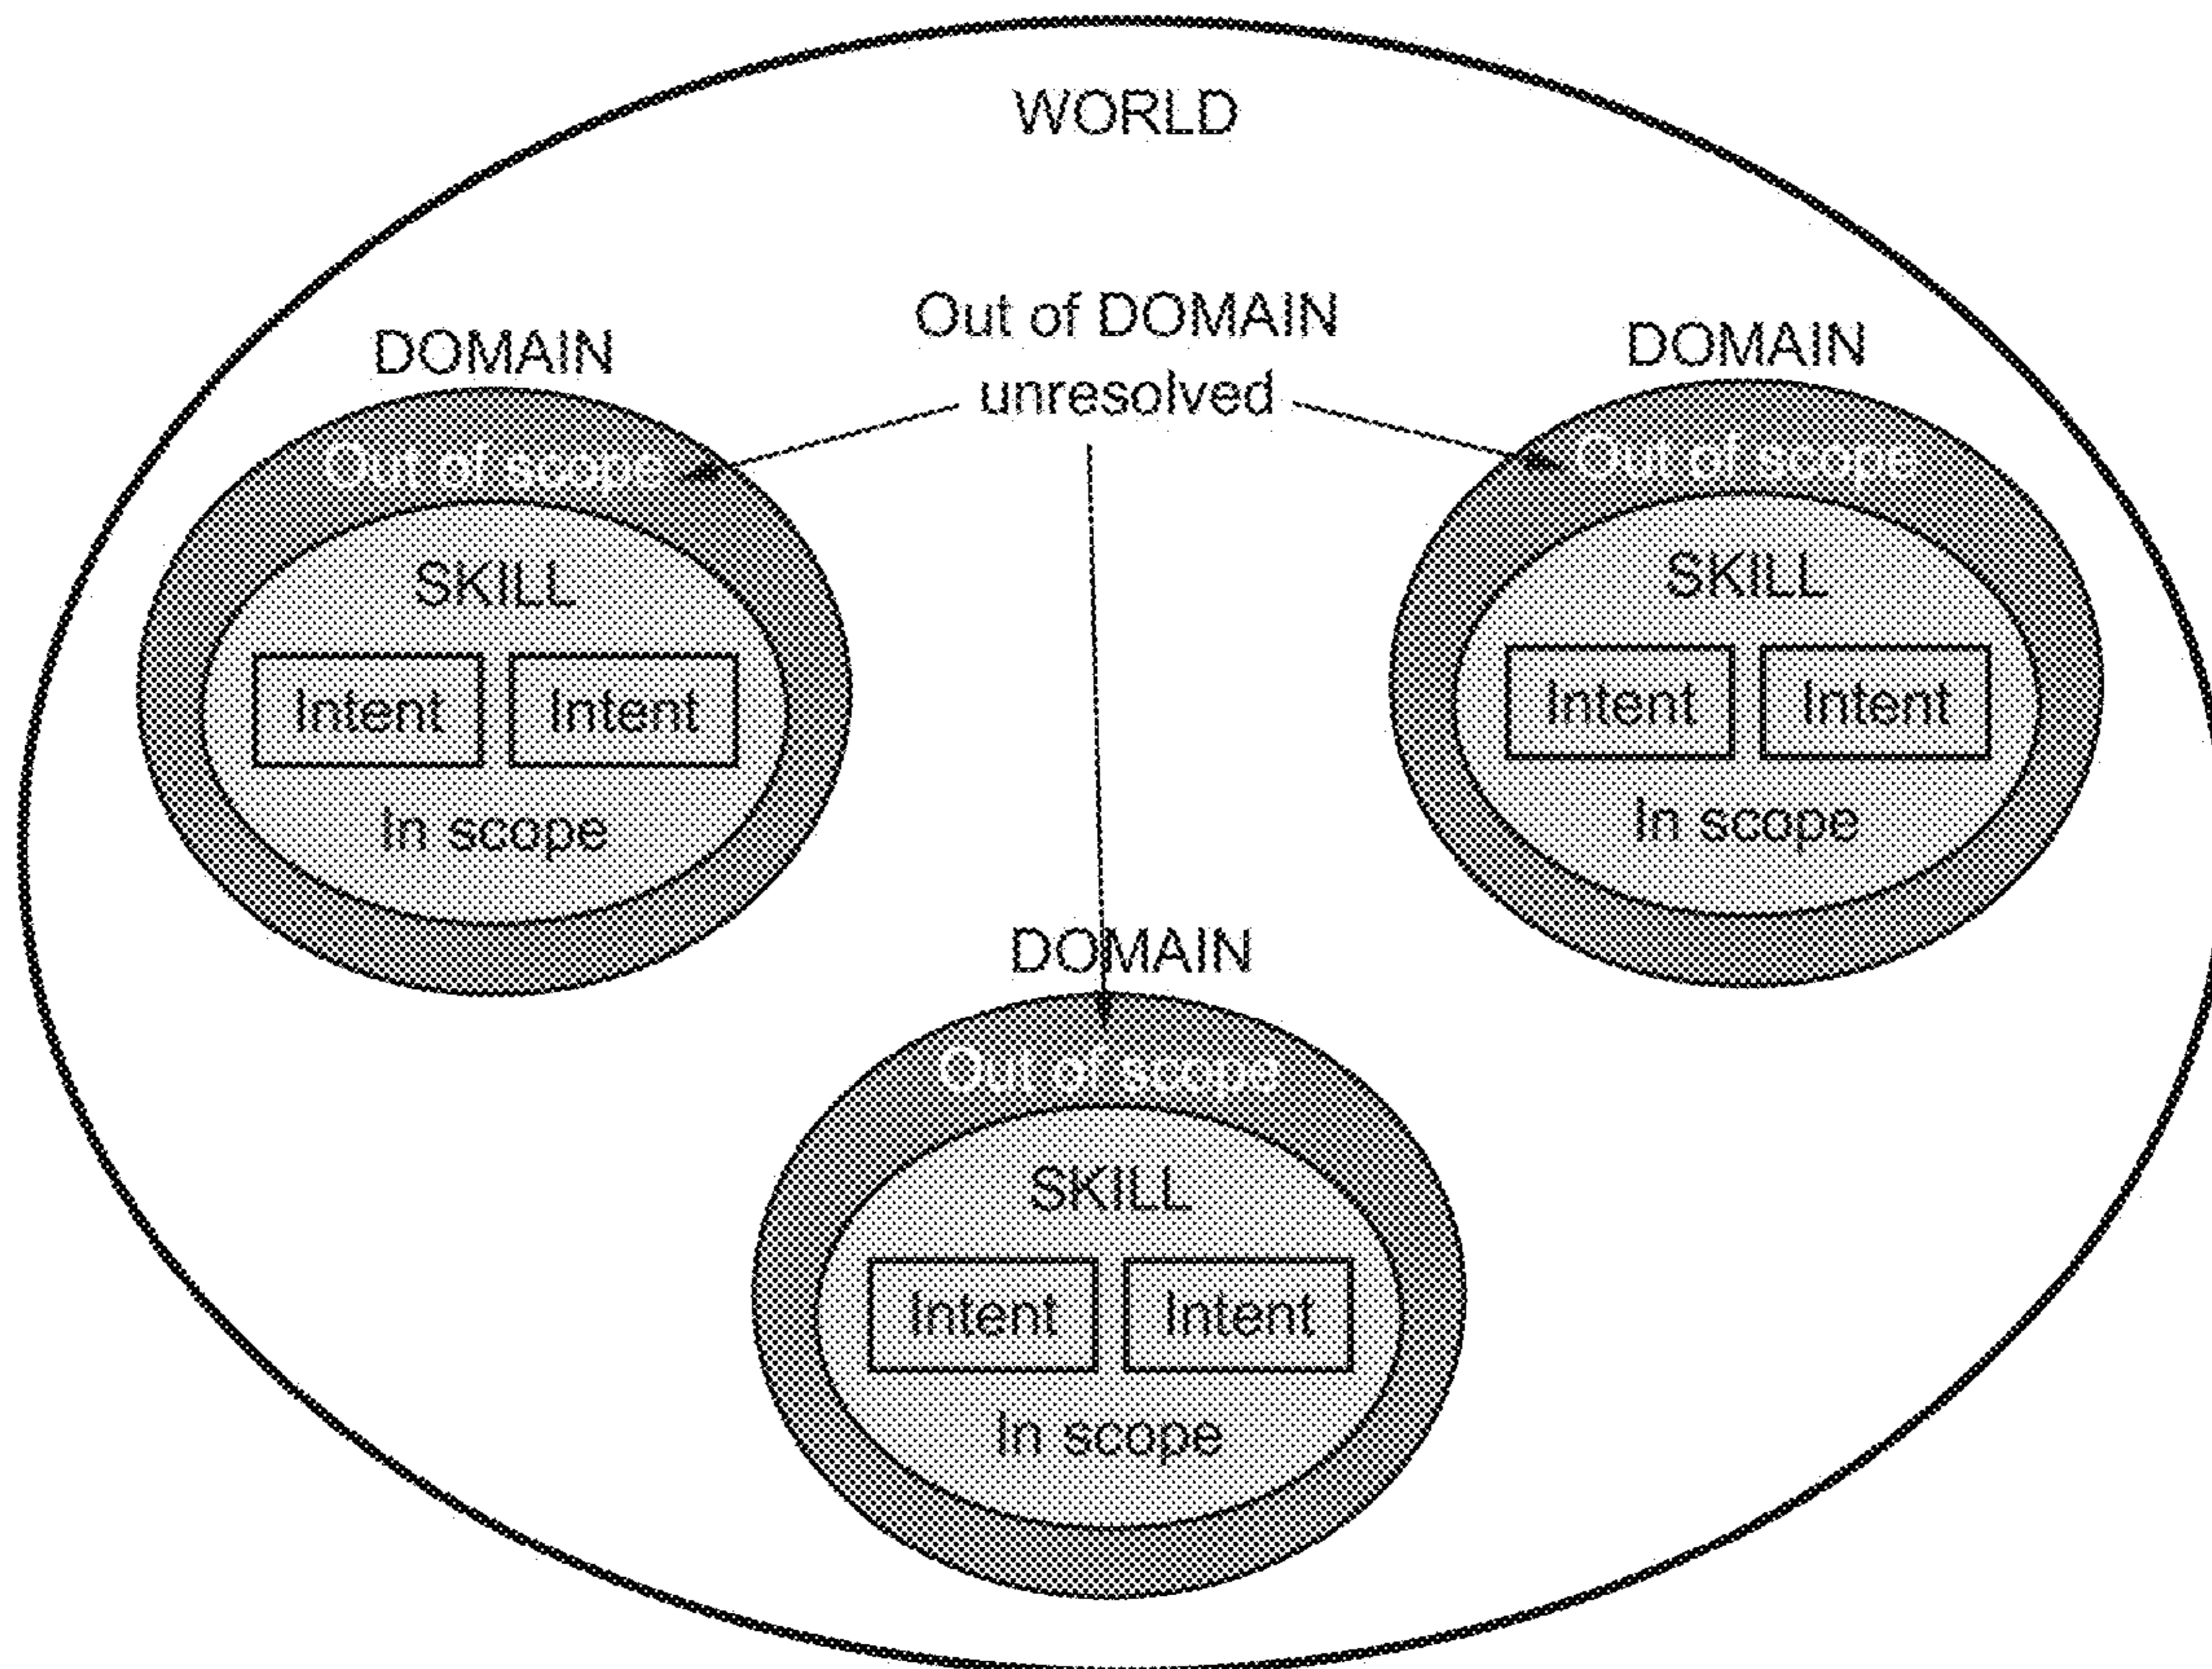 WORLD
Out of DOMAIN
unresolved
DOMAIN
Out of scope
SKILL
Intent Intent
In scope
DOMAIN
Out of scope
SKILL
Intent Intent
In scope
DOMAIN
Out of scope
SKILL
Intent Intent
In scope